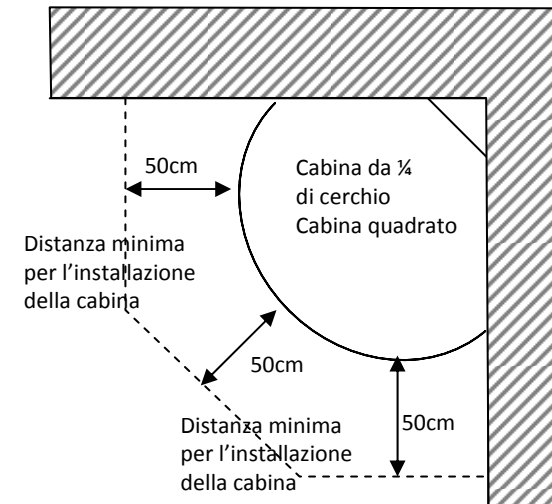 50cm
Cabina da ¼
di cerchio
Cabina quadrato
Distanza minima
per l’installazione
della cabina
50cm
50cm
Distanza minima
per l’installazione
della cabina